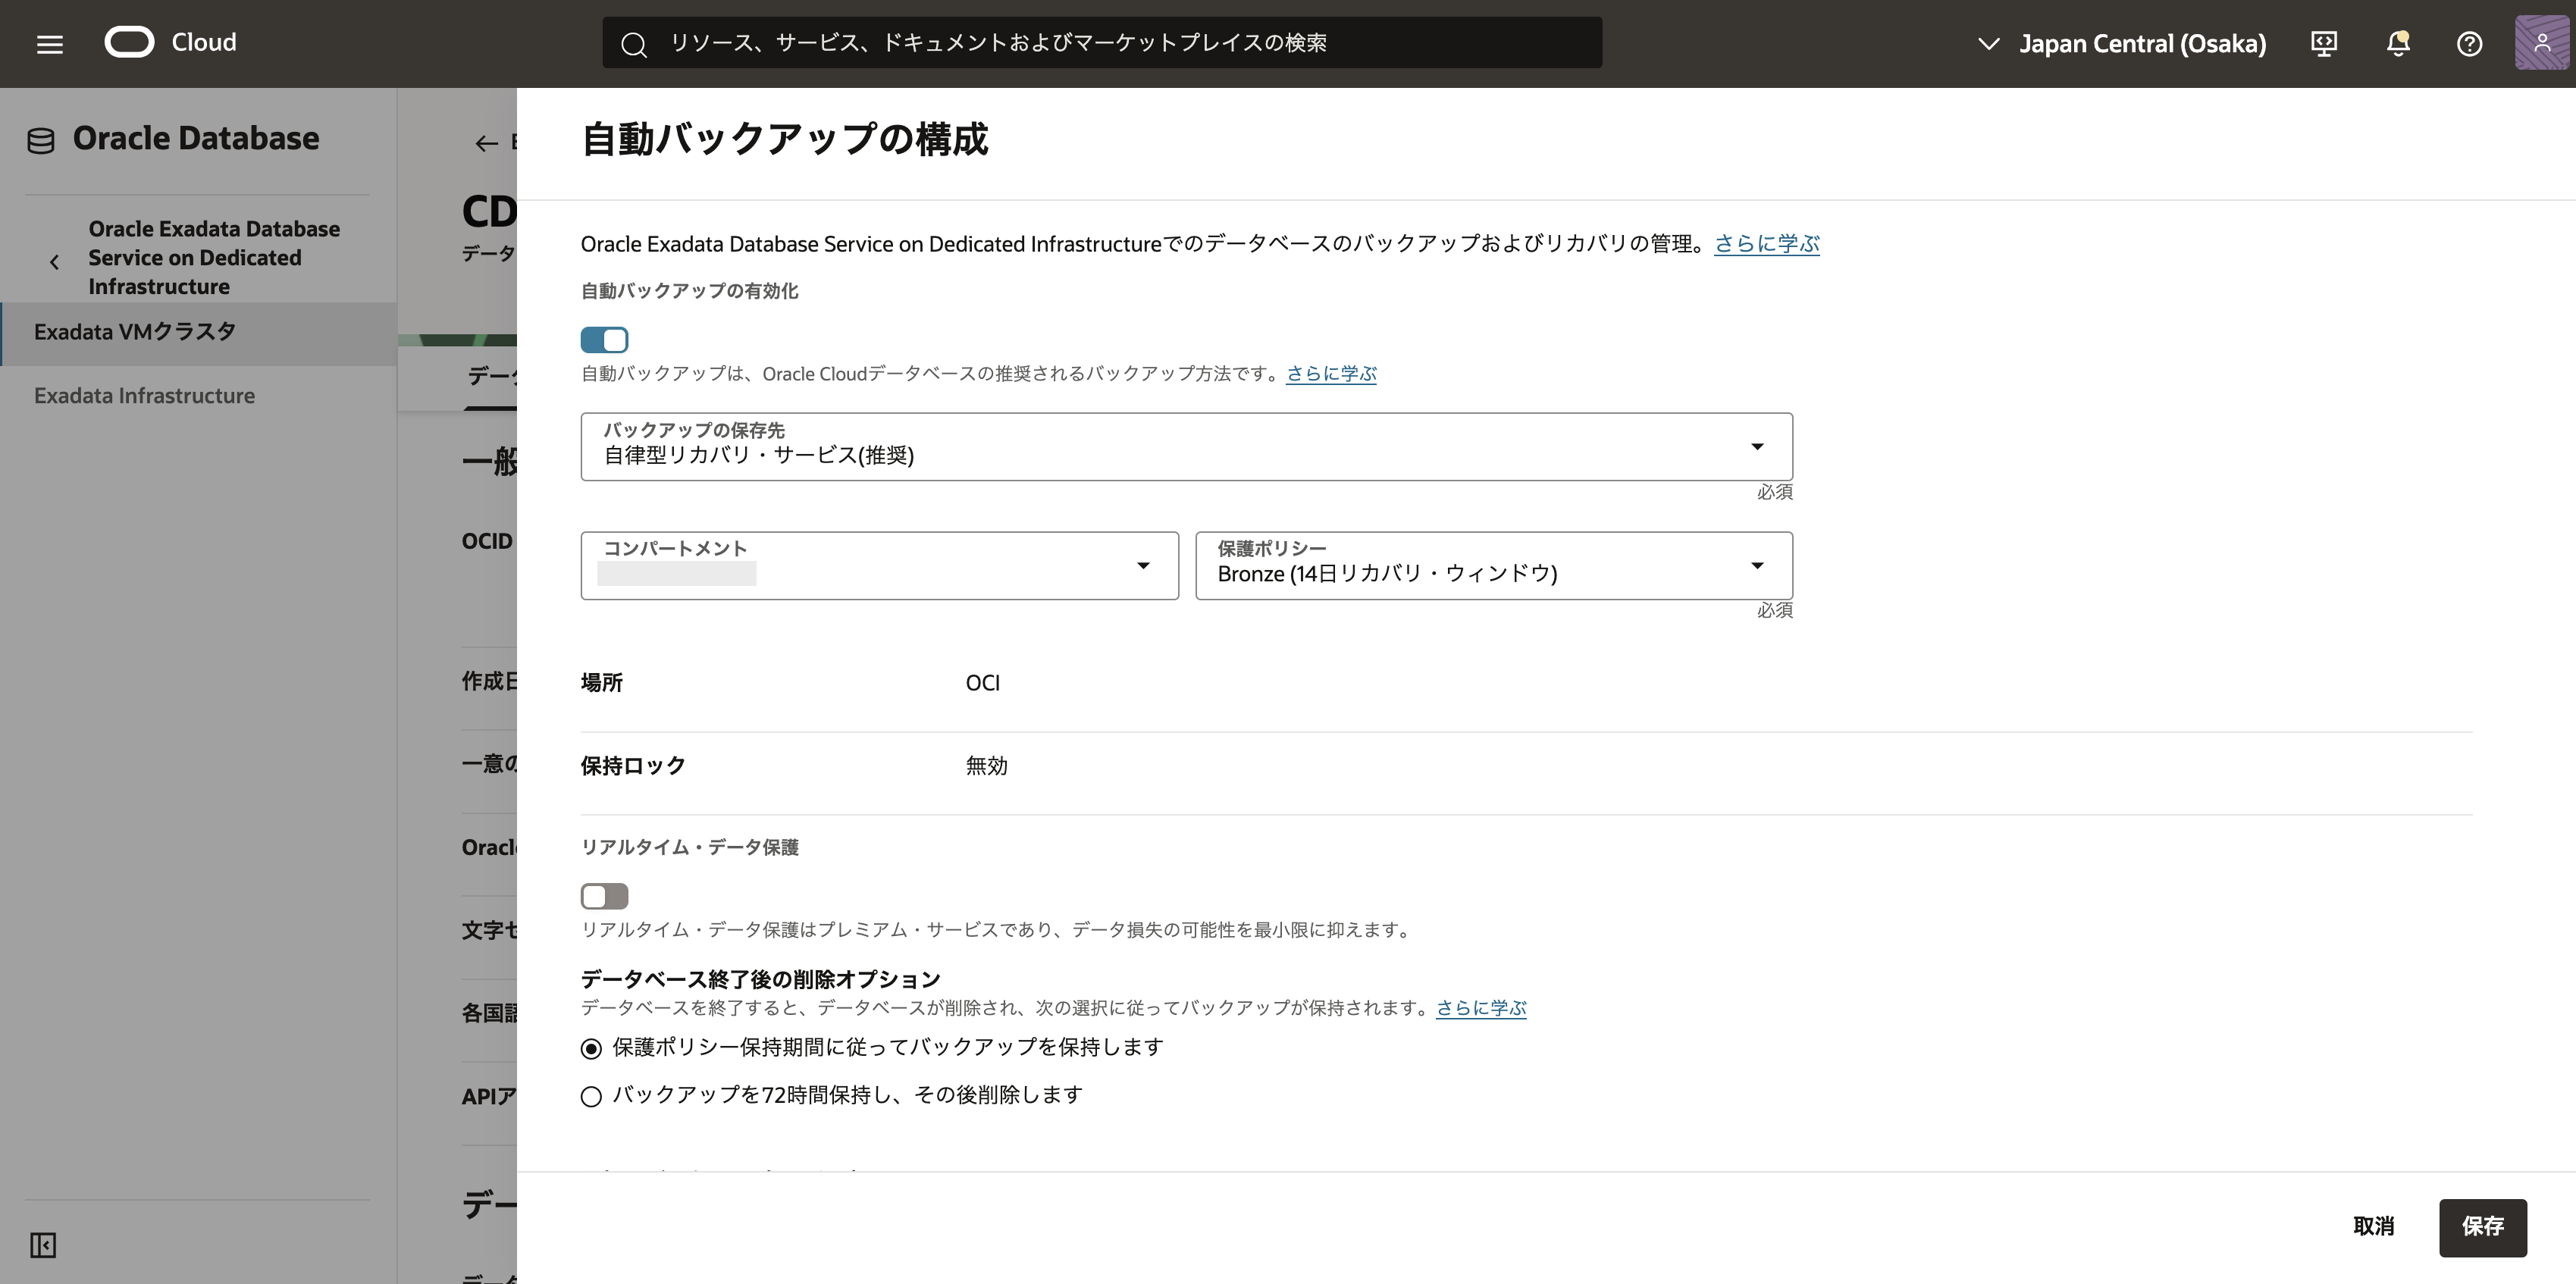 Cloud
リソース、サービス、ドキュメントおよびマーケットプレイスの検索
Japan Central (Osaka)
Oracle Database
Oracle Exadata Database
Service on Dedicated
Infrastructure
Exadata VMクラスタ
Exadata Infrastructure
CD
データ
データ
一般
OCID
作成日
一意の
Oracle
文字セ
各国語
APIア
デー
データ
自動バックアップの構成
Oracle Exadata Database Service on Dedicated Infrastructureでのデータベースのバックアップおよびリカバリの管理。さらに学ぶ
自動バックアップの有効化
自動バックアップは、Oracle Cloudデータベースの推奨されるバックアップ方法です。さらに学ぶ
バックアップの保存先
自律型リカバリ・サービス(推奨)
必須
コンパートメント
保護ポリシー
Bronze (14日リカバリ・ウィンドウ)
必須
場所 OCI
保持ロック 無効
リアルタイム・データ保護
リアルタイム・データ保護はプレミアム・サービスであり、データ損失の可能性を最小限に抑えます。
データベース終了後の削除オプション
データベースを終了すると、データベースが削除され、次の選択に従ってバックアップが保持されます。さらに学ぶ
保護ポリシー保持期間に従ってバックアップを保持します
バックアップを72時間保持し、その後削除します
取消
保存